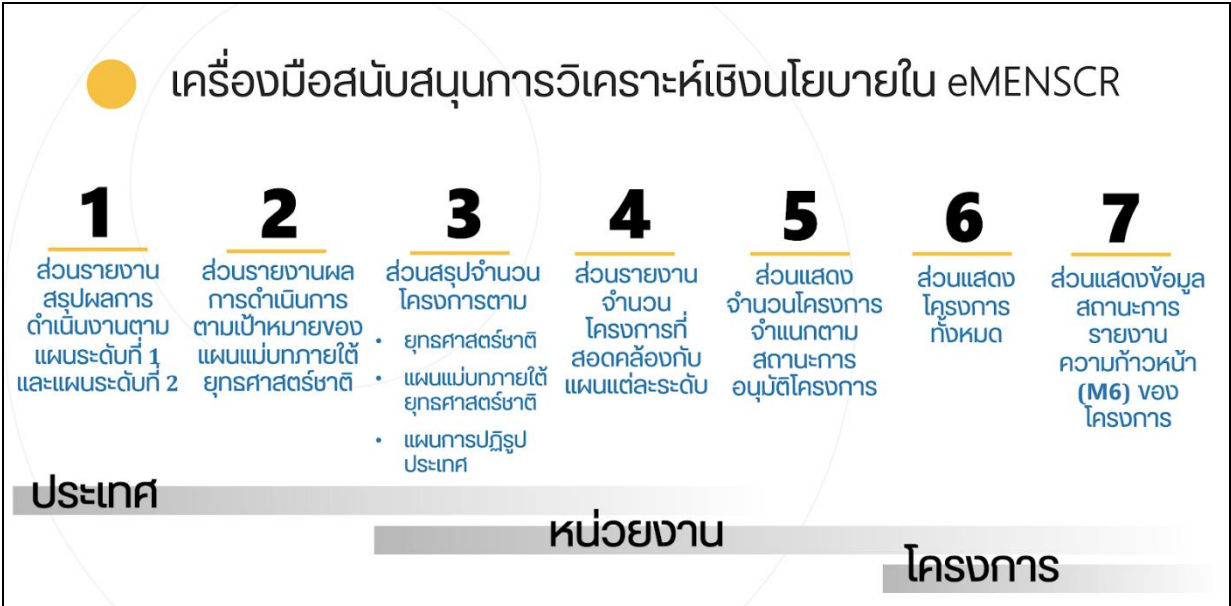 เครื่องมือสนับสนุนการวิเคราะห์เชิงนโยบายใน eMENSCR
1
ส่วนรายงาน
สรุปผลการ
ดำเนินงานตาม
แผนระดับที่ 1
และแผนระดับที่ 2
2
ส่วนรายงานผล
การดำเนินการ
ตามเป้าหมายของ
แผนแม่บทภายใต้
ยุทธศาสตร์ชาติ
3
ส่วนสรุปจำนวน
โครงการตาม
• ยุทธศาสตร์ชาติ
• แผนแม่บทภายใต้
ยุทธศาสตร์ชาติ
• แผนการปฏิรูป
ประเทศ
4
ส่วนรายงาน
จำนวน
โครงการที่
สอดคล้องกับ
แผนแต่ละระดับ
5
ส่วนแสดง
จำนวนโครงการ
จำแนกตาม
สถานะการ
อนุมัติโครงการ
6
ส่วนแสดง
โครงการ
ทั้งหมด
7
ส่วนแสดงข้อมูล
สถานะการ
รายงาน
ความก้าวหน้า
(M6) ของ
โครงการ
ประเทศ
หน่วยงาน
โครงการ